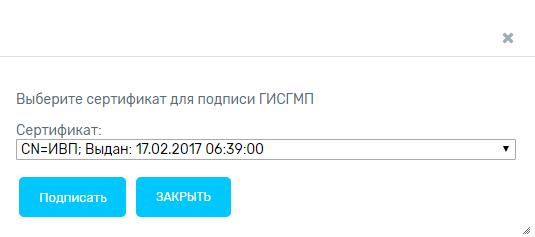 Выберите сертификат для подписи ГИСГМП
Сертификат:
CN=ИВП; Выдан: 17.02.2017 06:39:00
Подписать
ЗАКРЫТЬ